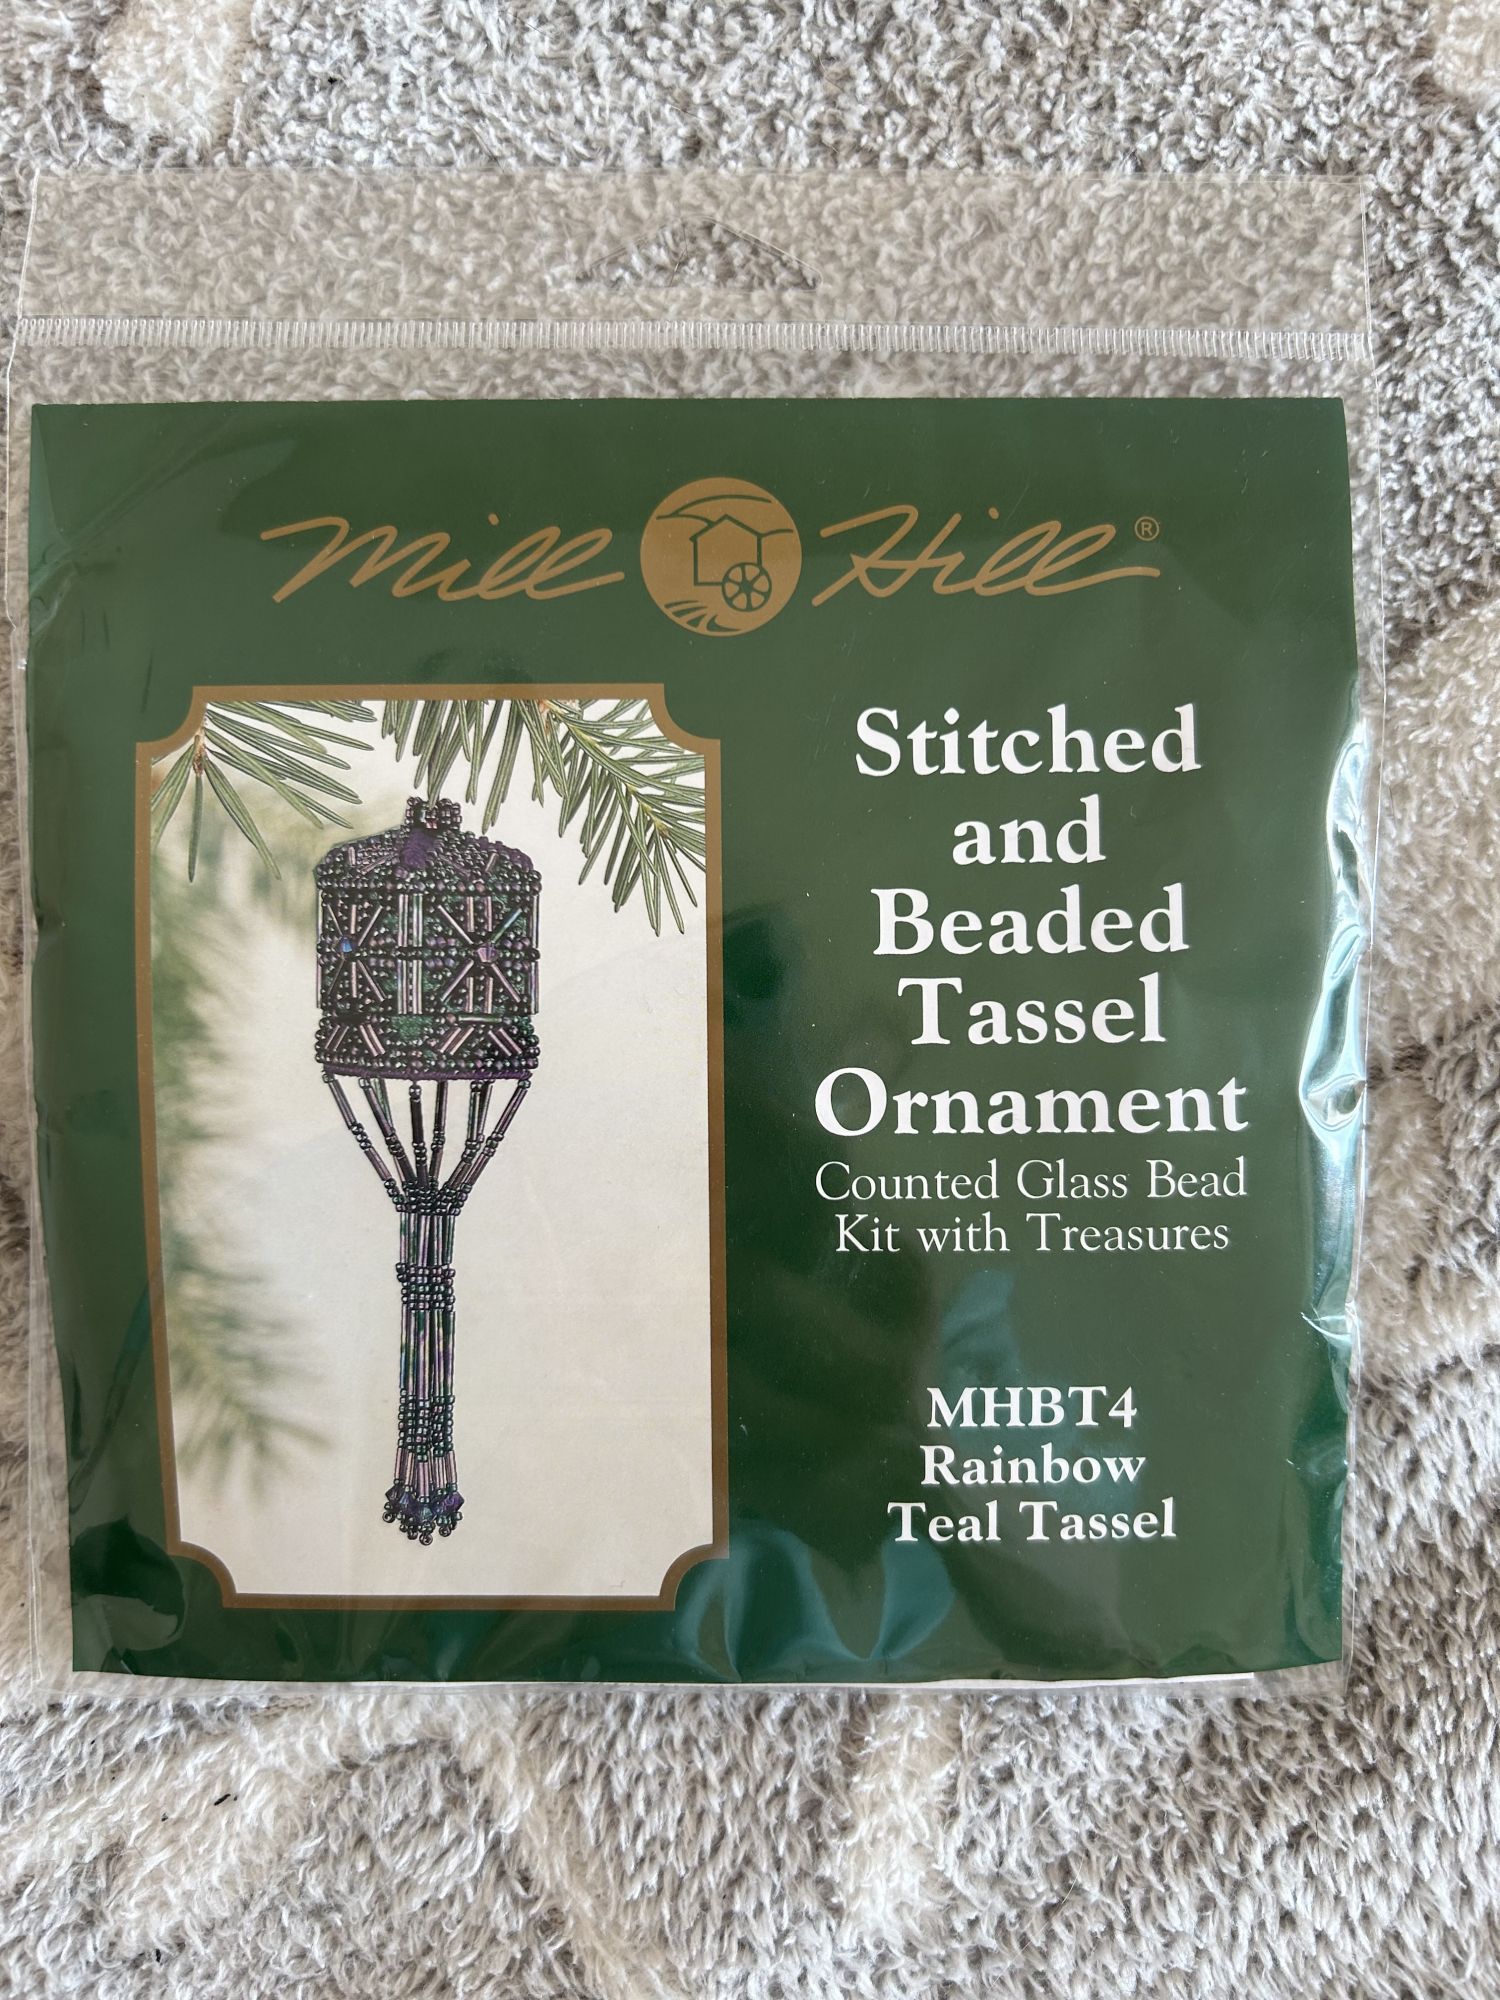 Mill Hill®
Stitched
and
Beaded
Tassel
Ornament
Counted Glass Bead
Kit with Treasures
MHBT4
Rainbow
Teal Tassel